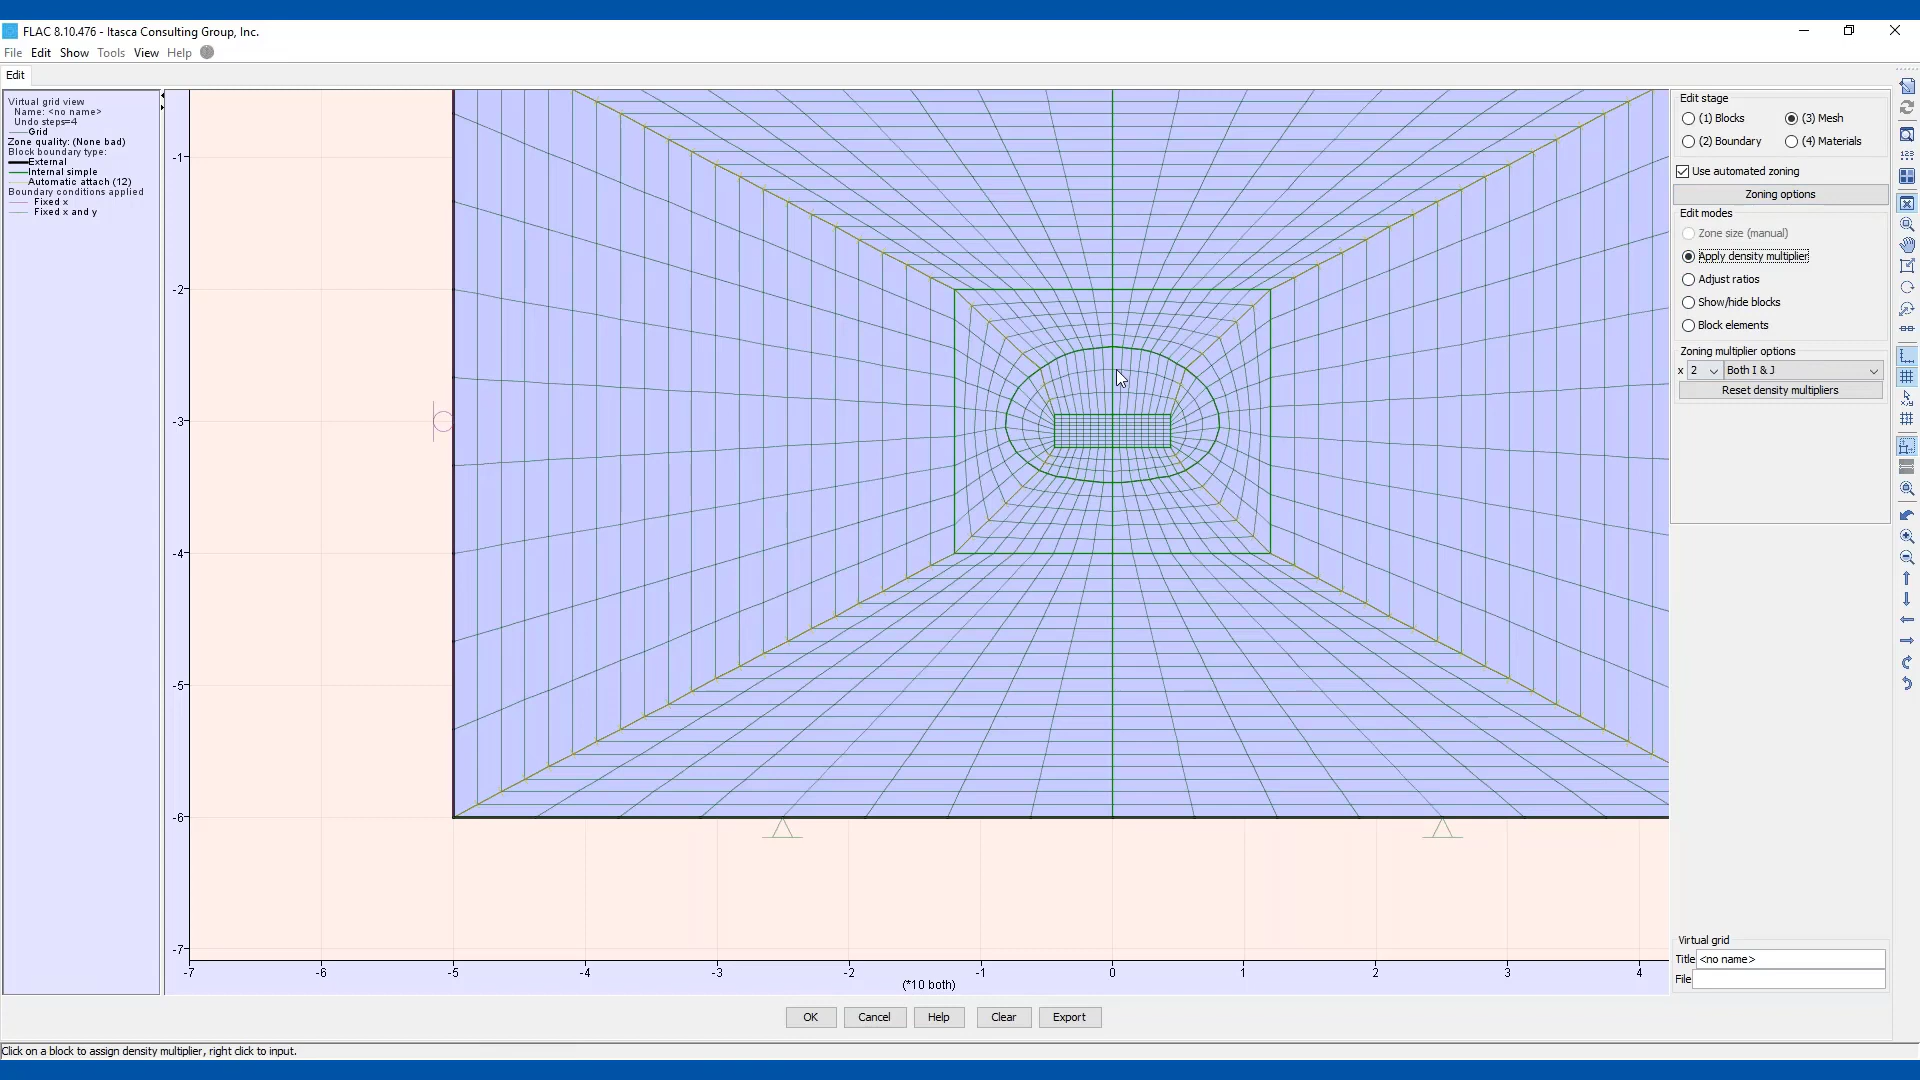 FLAC 8.10.476 - Itasca Consulting Group, Inc.
File Edit Show Tools View Help
Edit
Virtual grid view
Name: <no name>
Undo steps=4
Grid
Zone quality: (None bad)
Block boundary type:
External
Internal simple
Automatic attach (12)
Boundary conditions applied
Fixed x
Fixed x and y
-1
-2
-3
-4
-5
-6
-7
-7 -6 -5 -4 -3 -2 -1 0 1 2 3 4
(*10 both)
Edit stage
(1) Blocks (3) Mesh
(2) Boundary (4) Materials
Use automated zoning
Zoning options
Edit modes
Zone size (manual)
Apply density multiplier
Adjust ratios
Show/hide blocks
Block elements
Zoning multiplier options
x 2 Both I & J
Reset density multipliers
Virtual grid
Title <no name>
File
OK Cancel Help Clear Export
Click on a block to assign density multiplier, right click to input.